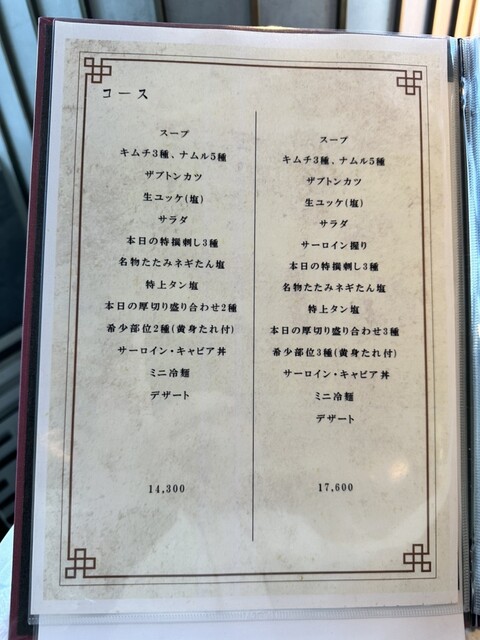 コース
スープ
キムチ3種、ナムル5種
ザブトンカツ
生ユッケ(塩)
サラダ
本日の特撰刺し3種
名物たたみネギたん塩
特上タン塩
本日の厚切り盛り合わせ2種
希少部位2種(黄身たれ付)
サーロイン・キャビア丼
ミニ冷麺
デザート
14,300
スープ
キムチ3種、ナムル5種
ザブトンカツ
生ユッケ(塩)
サラダ
サーロイン握り
本日の特撰刺し3種
名物たたみネギたん塩
特上タン塩
本日の厚切り盛り合わせ3種
希少部位3種(黄身たれ付)
サーロイン・キャビア丼
ミニ冷麺
デザート
17,600